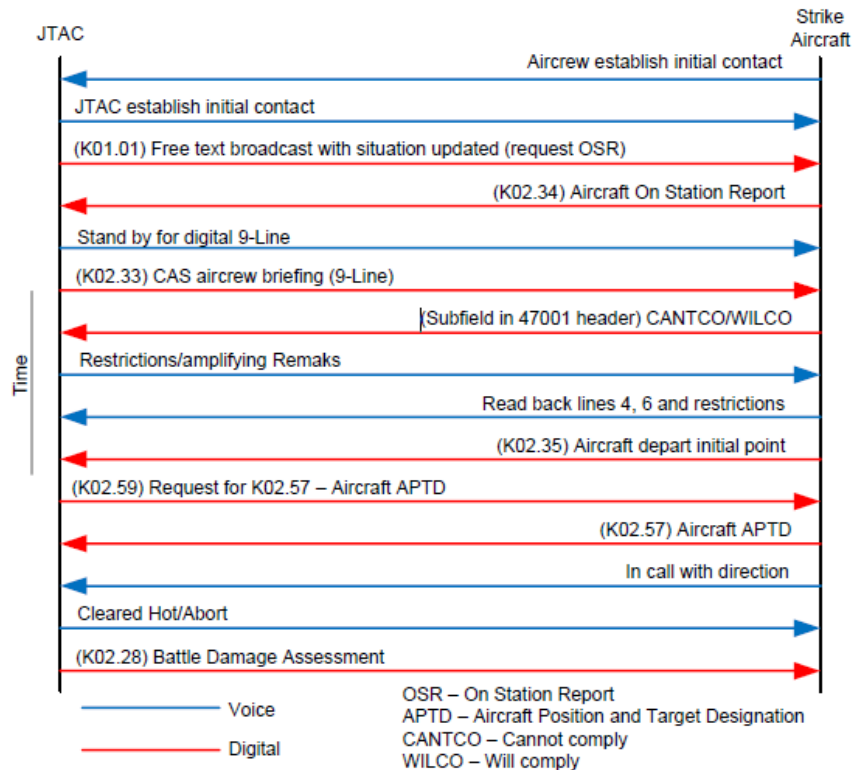 JTAC
Strike
Aircraft
Aircrew establish initial contact
JTAC establish initial contact
(K01.01) Free text broadcast with situation updated (request OSR)
(K02.34) Aircraft On Station Report
Stand by for digital 9-Line
(K02.33) CAS aircrew briefing (9-Line)
(Subfield in 47001 header) CANTCO/WILCO
Restrictions/amplifying Remaks
Time
Read back lines 4, 6 and restrictions
(K02.35) Aircraft depart initial point
(K02.59) Request for K02.57 – Aircraft APTD
(K02.57) Aircraft APTD
In call with direction
Cleared Hot/Abort
(K02.28) Battle Damage Assessment
Voice
Digital
OSR – On Station Report
APTD – Aircraft Position and Target Designation
CANTCO – Cannot comply
WILCO – Will comply